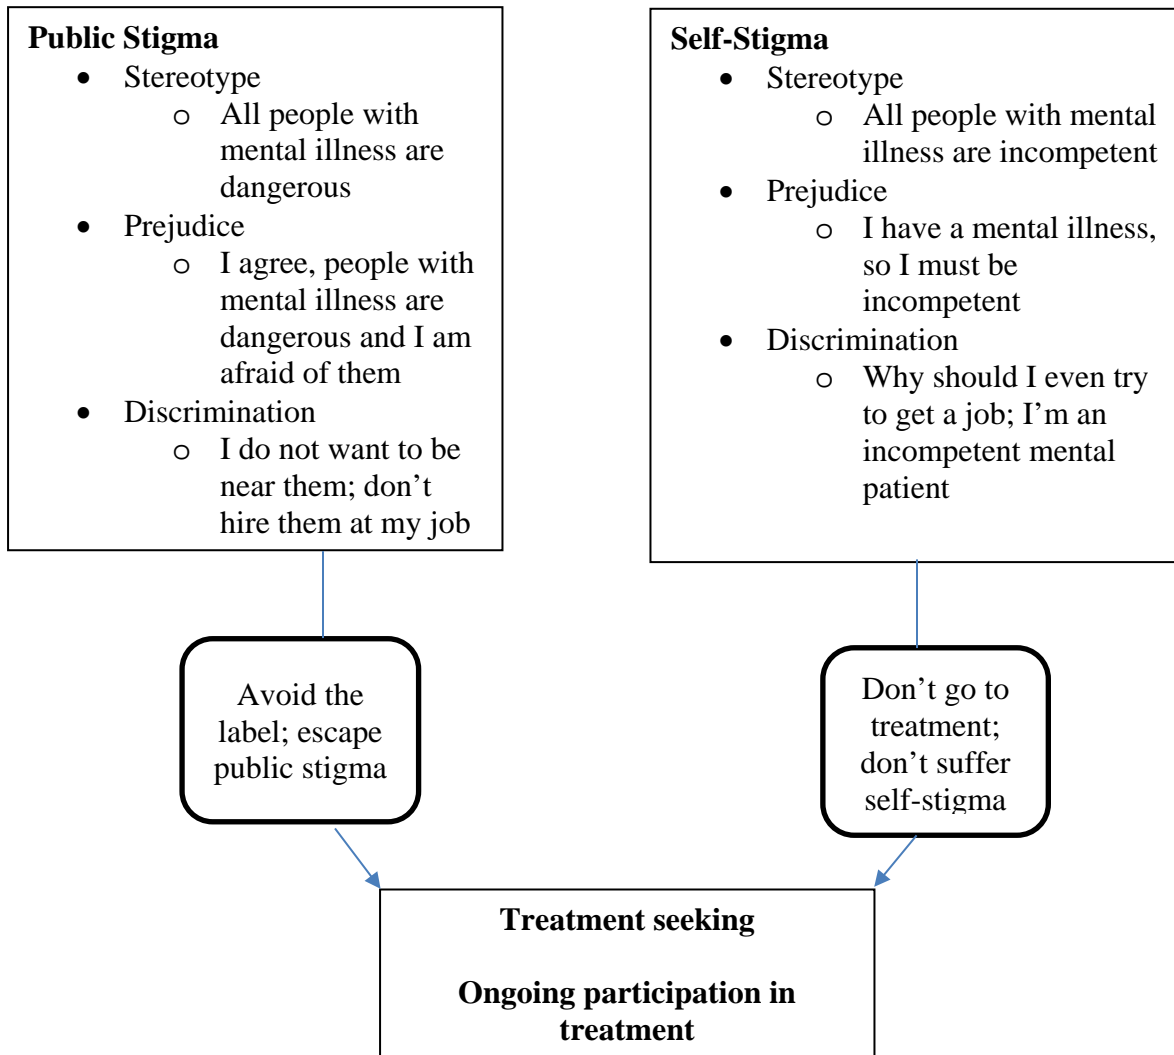 Public Stigma
• Stereotype
o All people with
mental illness are
dangerous
• Prejudice
o I agree, people with
mental illness are
dangerous and I am
afraid of them
• Discrimination
o I do not want to be
near them; don’t
hire them at my job
Self-Stigma
• Stereotype
o All people with mental
illness are incompetent
• Prejudice
o I have a mental illness,
so I must be
incompetent
• Discrimination
o Why should I even try
to get a job; I’m an
incompetent mental
patient
Avoid the
label; escape
public stigma
Don’t go to
treatment;
don’t suffer
self-stigma
Treatment seeking
Ongoing participation in
treatment